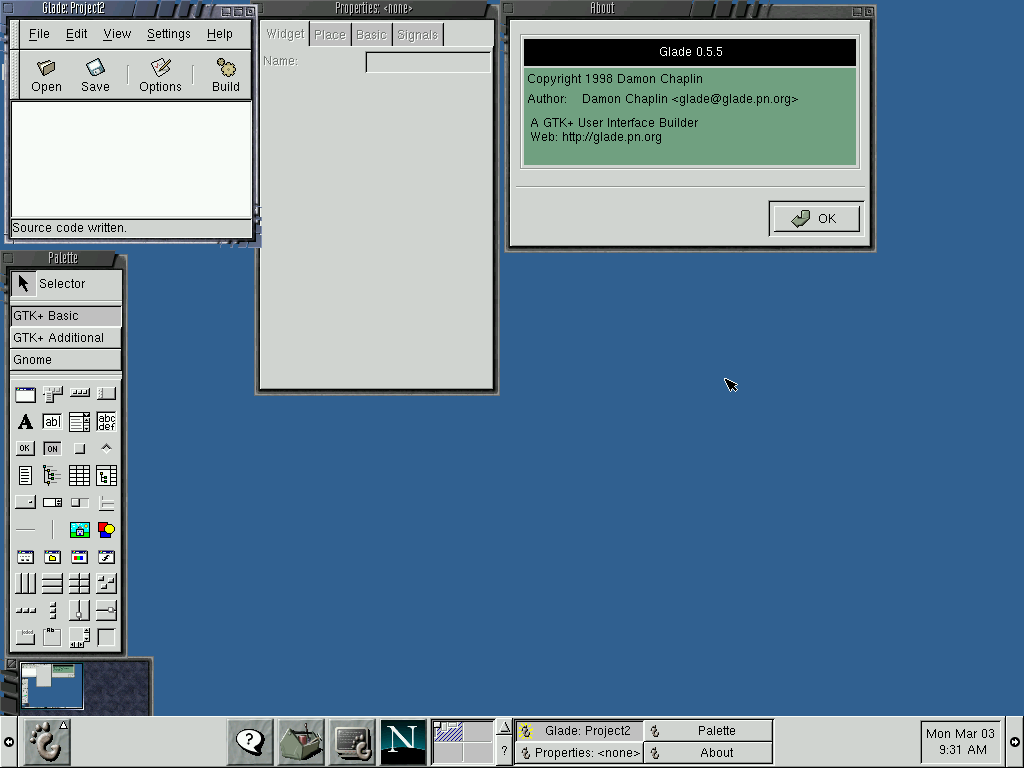 Glade: Project2
File Edit View Settings Help
Open Save Options Build
Source code written.
Properties: <none>
Widget Place Basic Signals
Name:
About
Glade 0.5.5
Copyright 1998 Damon Chaplin
Author: Damon Chaplin <glade@glade.pn.org>
A GTK+ User Interface Builder
Web: http://glade.pn.org
OK
Palette
Selector
GTK+ Basic
GTK+ Additional
Gnome
A ab| abc def
OK ON
Ab
? N ?
Glade: Project2 Palette
Properties: <none> About
Mon Mar 03
9:31 AM